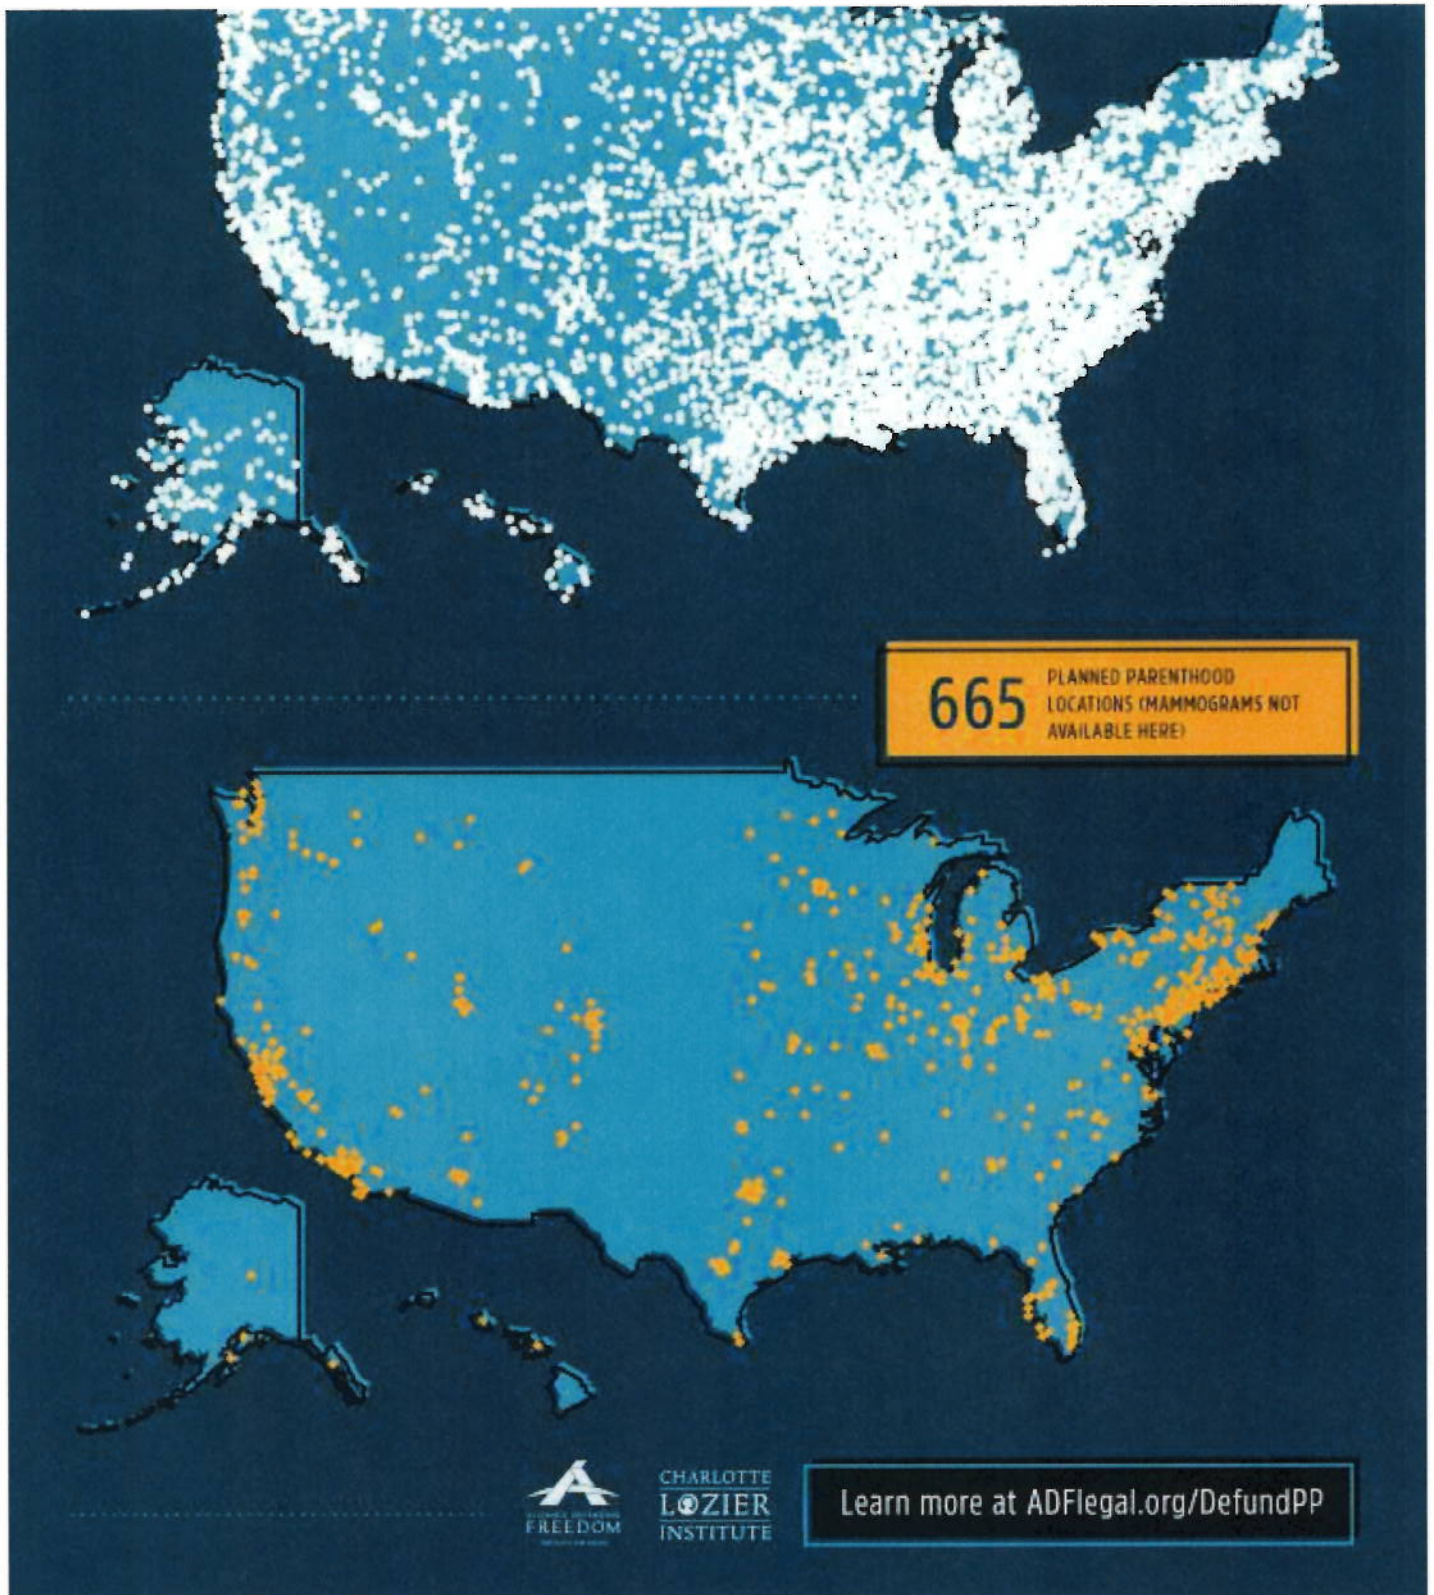 665
PLANNED PARENTHOOD
LOCATIONS (MAMMOGRAMS NOT
AVAILABLE HERE)
FREEDOM
CHARLOTTE
LOZIER
INSTITUTE
Learn more at ADFlegal.org/DefundPP